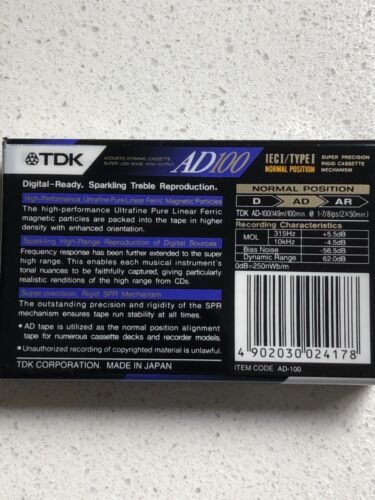 TDK
ACOUSTIC DYNAMIC CASSETTE
SUPER LOW NOISE HIGH OUTPUT
AD100
IECI/TYPE I
NORMAL POSITION
SUPER PRECISION
RIGID CASSETTE
MECHANISM
Digital-Ready. Sparkling Treble Reproduction.
High-Performance Ultrafine Pure Linear Ferric Magnetic Particles
The high-performance Ultrafine Pure Linear Ferric
magnetic particles are packed into the tape in higher
density with enhanced orientation.
Sparkling High-Range Reproduction of Digital Sources
Frequency response has been further extended to the super
high range. This enables each musical instrument's
tonal nuances to be faithfully captured, giving particularly
realistic renditions of the high range from CDs.
Super-precision, Rigid SPR Mechanism
The outstanding precision and rigidity of the SPR
mechanism ensures tape run stability at all times.
• AD tape is utilized as the normal position alignment
tape for numerous cassette decks and recorder models.
• Unauthorized recording of copyrighted material is unlawful.
TDK CORPORATION. MADE IN JAPAN
NORMAL POSITION
D AD AR
TDK AD-100(149m)100min. @ 1-7/8ips(2×50min.)
Recording Characteristics
MOL 315Hz +5.5dB
10kHz -4.5dB
Bias Noise -56.5dB
Dynamic Range 62.0dB
0dB=250nWb/m
4 902030 024178
ITEM CODE AD-100